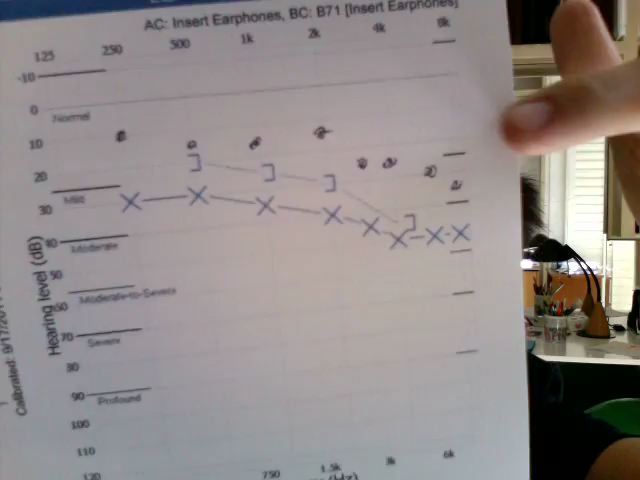 AC: Insert Earphones, BC: B71 [Insert Earphones]
125 250 500 1k 2k 4k 8k
-10
0
Normal
10
20
Mild
30
40
Moderate
50
Moderate-to-Severe
60
70
Severe
80
90
Profound
100
110
120
750 1.5k 3k 6k
Hearing level (dB)
(Hz)